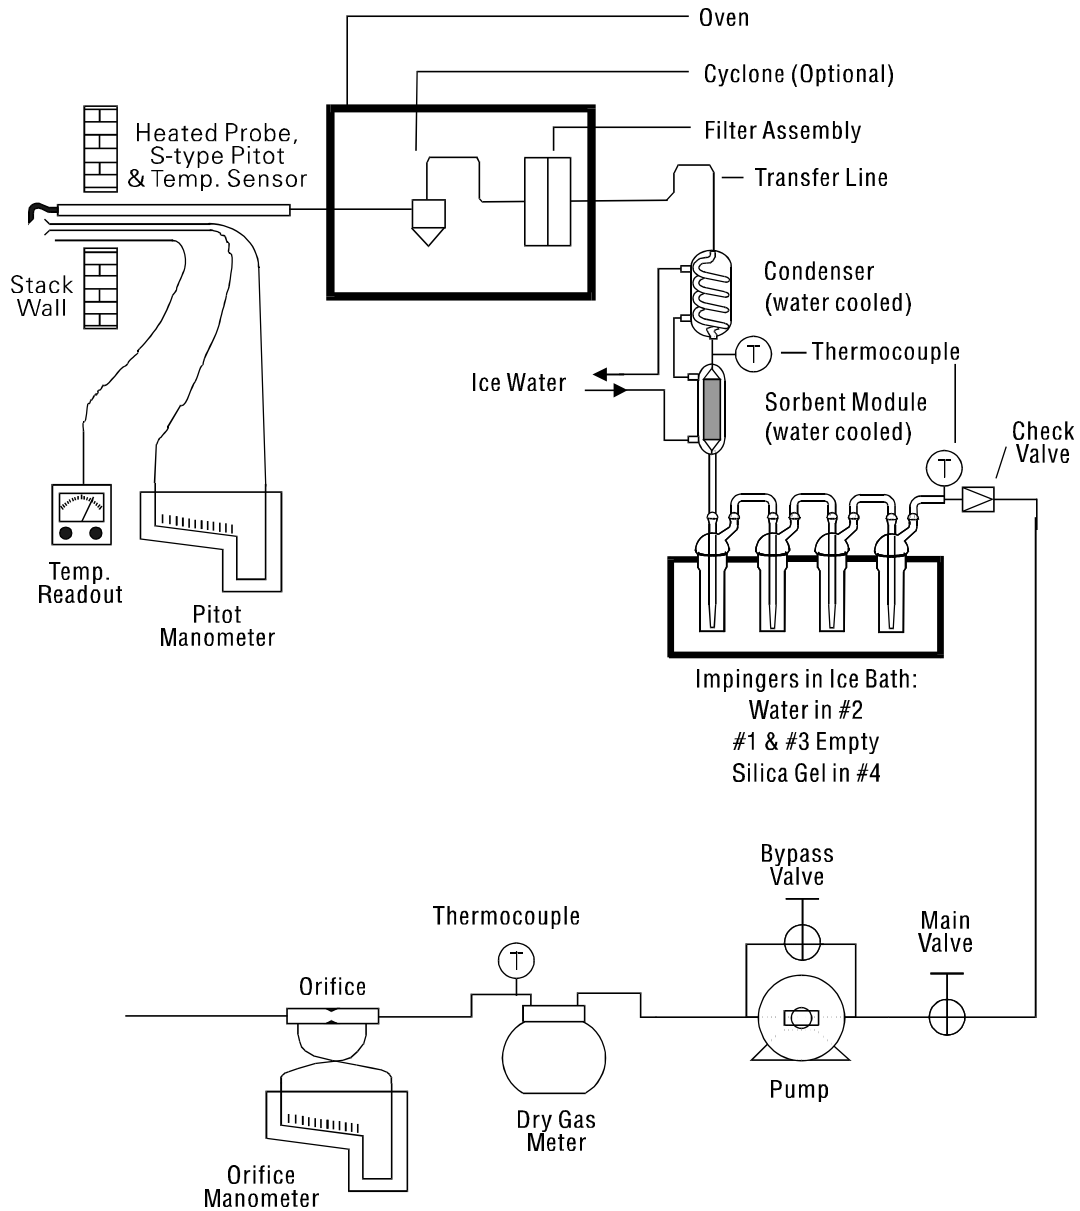 Oven
Cyclone (Optional)
Filter Assembly
Heated Probe,
S-type Pitot
& Temp. Sensor
Transfer Line
Stack
Wall
Condenser
(water cooled)
T
Thermocouple
Ice Water
Sorbent Module
(water cooled)
Check
Valve
T
Temp.
Readout
Pitot
Manometer
Impingers in Ice Bath:
Water in #2
#1 & #3 Empty
Silica Gel in #4
Bypass
Valve
Main
Valve
Thermocouple
T
Orifice
Pump
Dry Gas
Meter
Orifice
Manometer